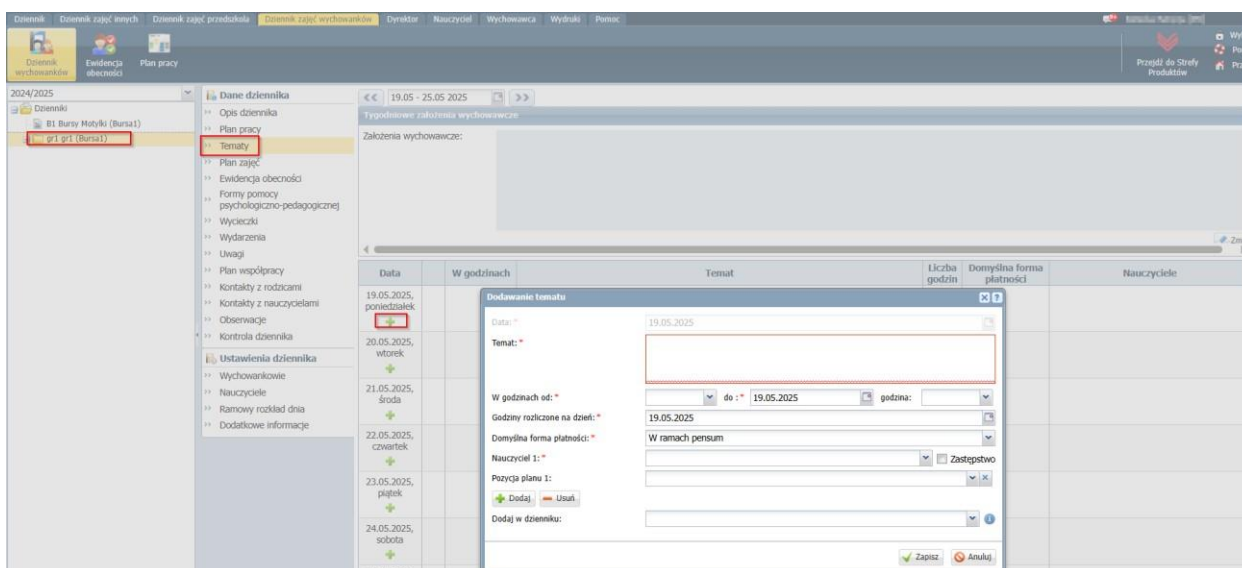 Dziennik Dziennik zajęć innych Dziennik zajęć przedszkola Dziennik zajęć wychowanków Dyrektor Nauczyciel Wychowawca Wydruki Pomoc
Dziennik wychowanków
Ewidencja obecności
Plan pracy
Przejdź do Strefy Produktów
2024/2025
Dzienniki
B1 Bursy Motylki (Bursa1)
gr1 gr1 (Bursa1)
Dane dziennika
Opis dziennika
Plan pracy
Tematy
Plan zajęć
Ewidencja obecności
Formy pomocy
psychologiczno-pedagogicznej
Wycieczki
Wydarzenia
Uwagi
Plan współpracy
Kontakty z rodzicami
Kontakty z nauczycielami
Obserwacje
Kontrola dziennika
Ustawienia dziennika
Wychowankowie
Nauczyciele
Ramowy rozkład dnia
Dodatkowe informacje
19.05 - 25.05 2025
Tygodniowe założenia wychowawcze
Założenia wychowawcze:
Data W godzinach Temat Liczba godzin Domyślna forma płatności Nauczyciele
19.05.2025,
poniedziałek
20.05.2025,
wtorek
21.05.2025,
środa
22.05.2025,
czwartek
23.05.2025,
piątek
24.05.2025,
sobota
Dodawanie tematu
Data: * 19.05.2025
Temat: *
W godzinach od: * do : * 19.05.2025 godzina:
Godziny rozliczone na dzień: * 19.05.2025
Domyślna forma płatności: * W ramach pensum
Nauczyciel 1: * Zastępstwo
Pozycja planu 1:
Dodaj Usuń
Dodaj w dzienniku:
Zapisz Anuluj